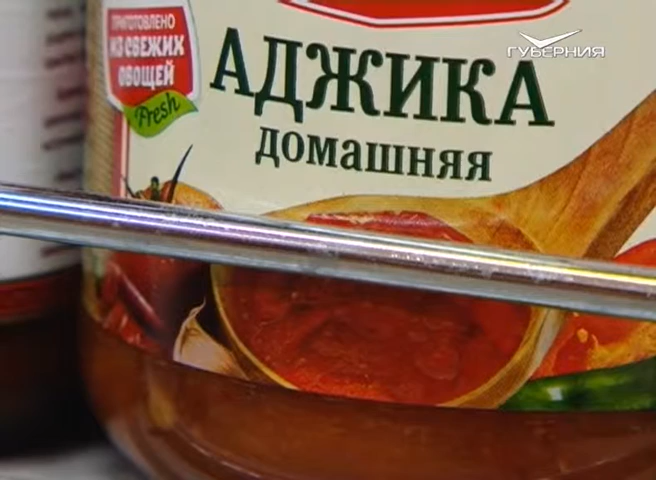 ПРИГОТОВЛЕНО
ИЗ СВЕЖИХ
ОВОЩЕЙ
Fresh
АДЖИКА
домашняя
ГУБЕРНИЯ